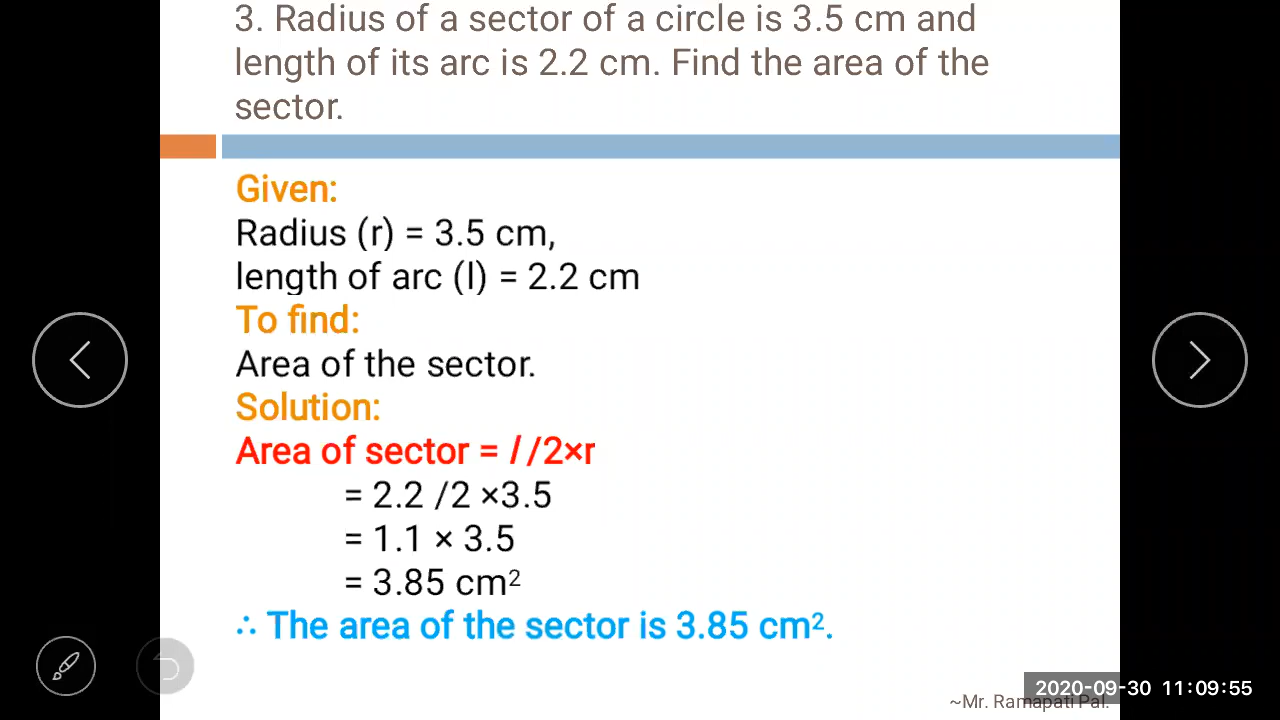 3. Radius of a sector of a circle is 3.5 cm and
length of its arc is 2.2 cm. Find the area of the
sector.
Given:
Radius (r) = 3.5 cm,
length of arc (l) = 2.2 cm
To find:
Area of the sector.
Solution:
Area of sector = l /2×r
= 2.2 /2 ×3.5
= 1.1 × 3.5
= 3.85 cm²
∴ The area of the sector is 3.85 cm².
2020-09-30 11:09:55
~Mr. Ramapati Pal.